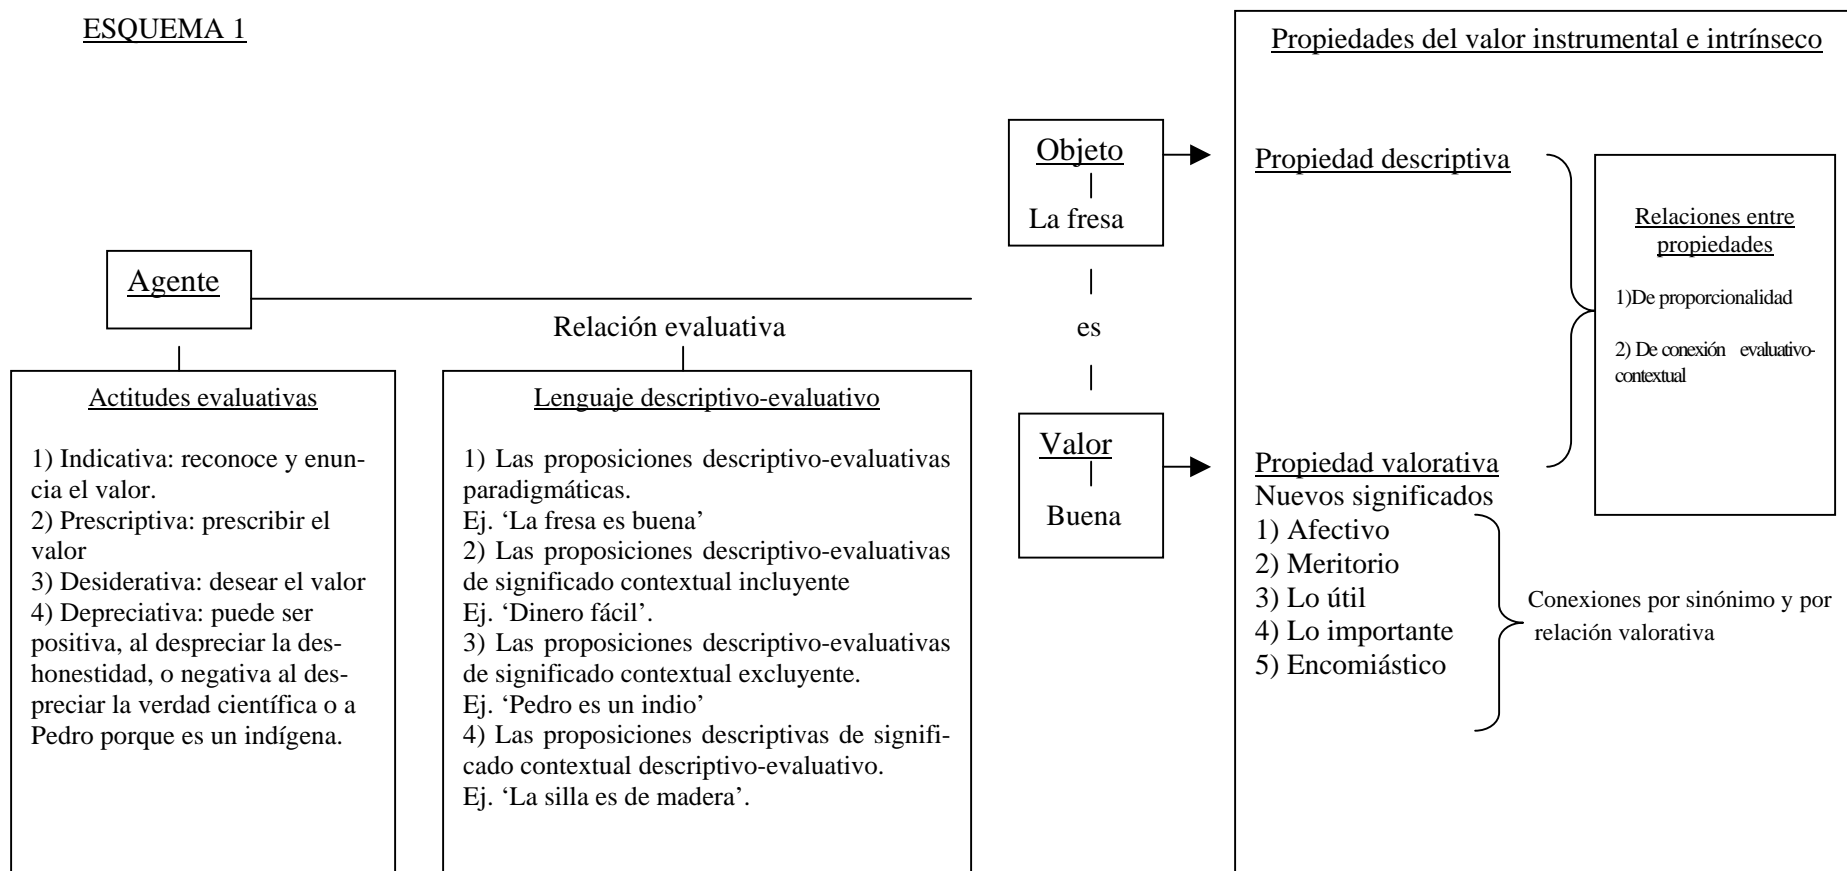 ESQUEMA 1
Agente
Relación evaluativa
Actitudes evaluativas
1) Indicativa: reconoce y enun-
cia el valor.
2) Prescriptiva: prescribir el
valor
3) Desiderativa: desear el valor
4) Depreciativa: puede ser
positiva, al despreciar la des-
honestidad, o negativa al des-
preciar la verdad científica o a
Pedro porque es un indígena.
Lenguaje descriptivo-evaluativo
1) Las proposiciones descriptivo-evaluativas
paradigmáticas.
Ej. ‘La fresa es buena’
2) Las proposiciones descriptivo-evaluativas
de significado contextual incluyente
Ej. ‘Dinero fácil’.
3) Las proposiciones descriptivo-evaluativas
de significado contextual excluyente.
Ej. ‘Pedro es un indio’
4) Las proposiciones descriptivas de signifi-
cado contextual descriptivo-evaluativo.
Ej. ‘La silla es de madera’.
Objeto
La fresa
es
Valor
Buena
Propiedades del valor instrumental e intrínseco
Propiedad descriptiva
Relaciones entre
propiedades
1)De proporcionalidad
2) De conexión evaluativo-
contextual
Propiedad valorativa
Nuevos significados
1) Afectivo
2) Meritorio
3) Lo útil
4) Lo importante
5) Encomiástico
Conexiones por sinónimo y por
relación valorativa